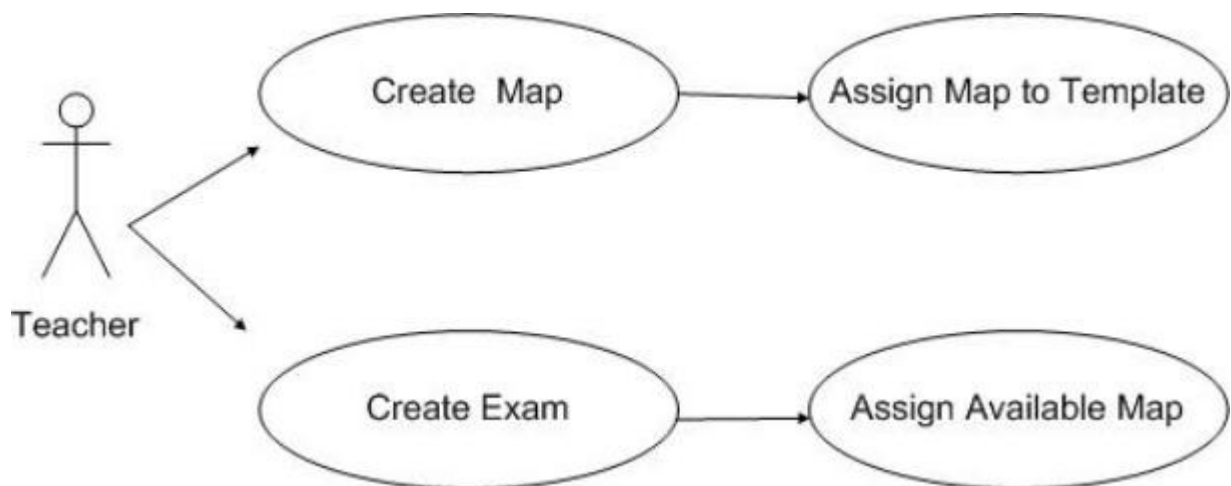 Create Map
Assign Map to Template
Teacher
Create Exam
Assign Available Map